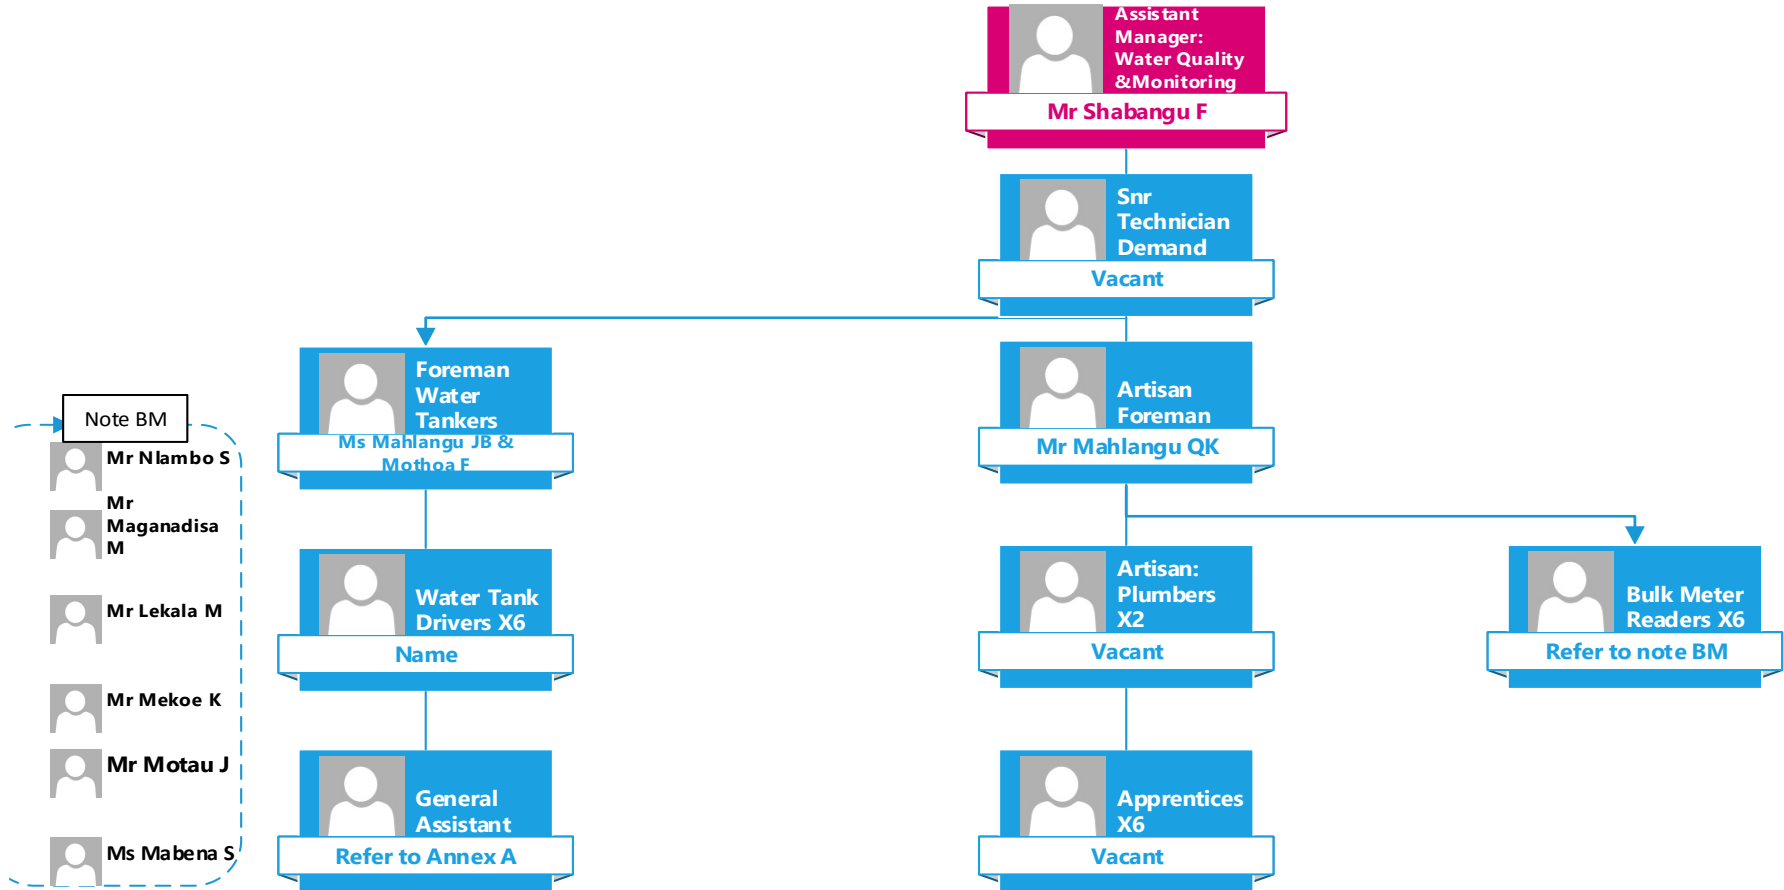 Assistant
Manager:
Water Quality
&Monitoring
Mr Shabangu F
Snr
Technician
Demand
Vacant
Foreman
Water
Tankers
Ms Mahlangu JB &
Mothoa F
Artisan
Foreman
Mr Mahlangu QK
Note BM
Mr Nlambo S
Mr
Maganadisa
M
Mr Lekala M
Mr Mekoe K
Mr Motau J
Ms Mabena S
Water Tank
Drivers X6
Name
Artisan:
Plumbers
X2
Vacant
Bulk Meter
Readers X6
Refer to note BM
General
Assistant
Refer to Annex A
Apprentices
X6
Vacant